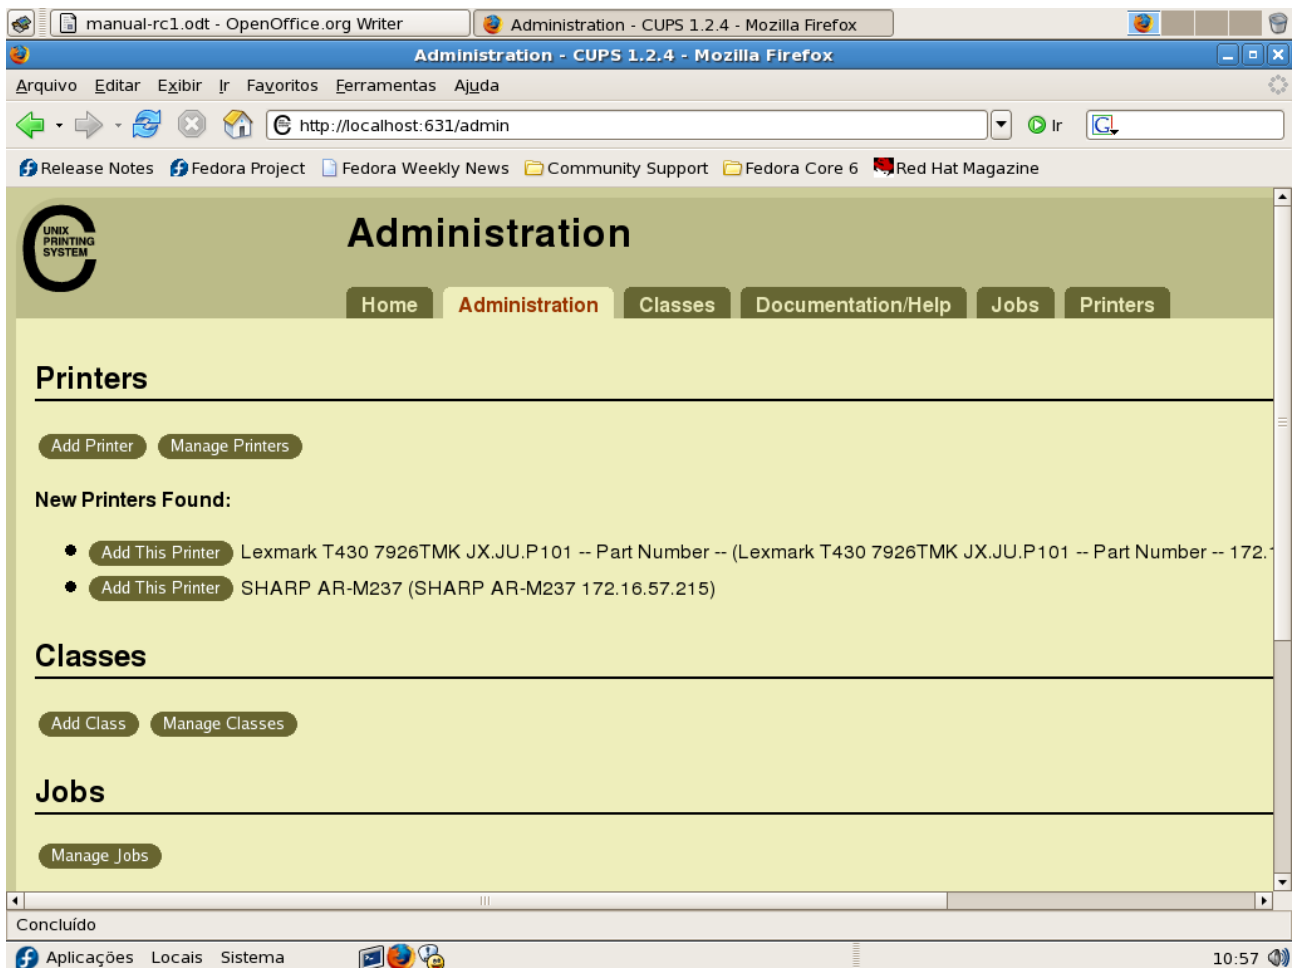 manual-rc1.odt - OpenOffice.org Writer
Administration - CUPS 1.2.4 - Mozilla Firefox
Administration - CUPS 1.2.4 - Mozilla Firefox
Arquivo Editar Exibir Ir Favoritos Ferramentas Ajuda
http://localhost:631/admin
Ir
G
Release Notes Fedora Project Fedora Weekly News Community Support Fedora Core 6 Red Hat Magazine
UNIX
PRINTING
SYSTEM
Administration
Home Administration Classes Documentation/Help Jobs Printers
Printers
Add Printer Manage Printers
New Printers Found:
Add This Printer Lexmark T430 7926TMK JX.JU.P101 -- Part Number -- (Lexmark T430 7926TMK JX.JU.P101 -- Part Number -- 172.
Add This Printer SHARP AR-M237 (SHARP AR-M237 172.16.57.215)
Classes
Add Class Manage Classes
Jobs
Manage Jobs
Concluído
Aplicações Locais Sistema
10:57